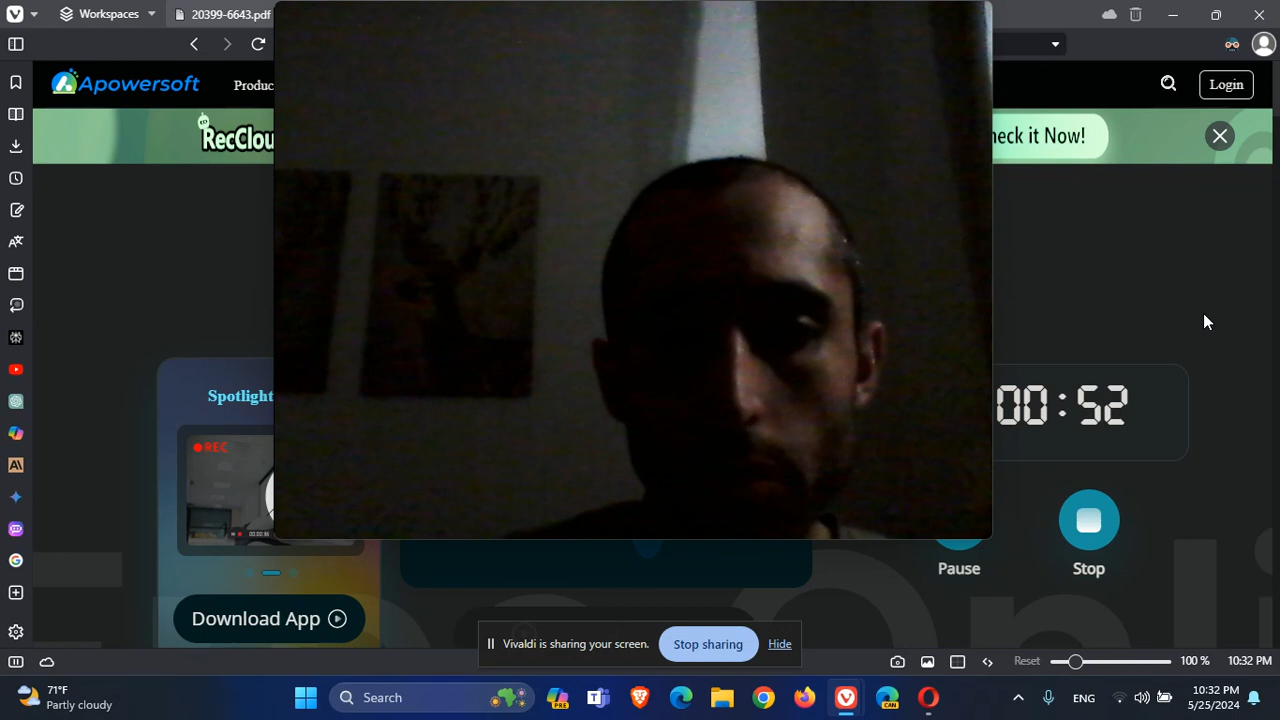 Workspaces
20399-6643.pdf
Apowersoft
Produc
Login
RecClou
heck it Now!
Spotlight
REC
00:52
Pause
Stop
Download App
Vivaldi is sharing your screen.
Stop sharing
Hide
Reset
100 %
10:32 PM
71°F
Partly cloudy
Search
PRE
CAN
ENG
10:32 PM
5/25/2024